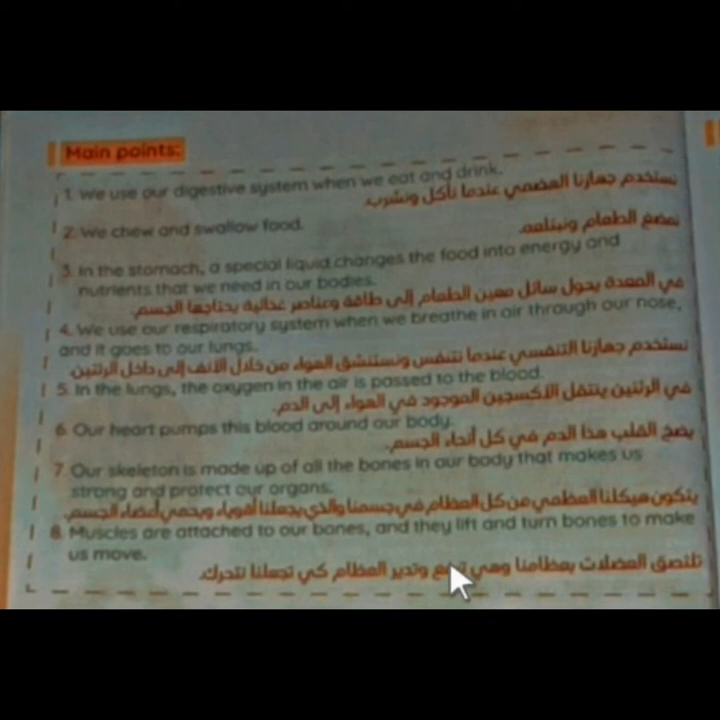 Main points:
1. We use our digestive system when we eat and drink.
نستخدم جهازنا الهضمي عندما نأكل ونشرب.
2. We chew and swallow food.
نمضغ الطعام ونبتلعه.
3. In the stomach, a special liquid changes the food into energy and
nutrients that we need in our bodies.
في المعدة يحول سائل معين الطعام إلى طاقة وعناصر غذائية يحتاجها الجسم.
4. We use our respiratory system when we breathe in air through our nose,
and it goes to our lungs.
نستخدم جهازنا التنفسي عندما نتنفس ونستنشق الهواء من خلال الأنف إلى داخل الرئتين.
5. In the lungs, the oxygen in the air is passed to the blood.
في الرئتين ينتقل الأكسجين الموجود في الهواء إلى الدم.
6. Our heart pumps this blood around our body.
يضخ القلب هذا الدم في كل أنحاء الجسم.
7. Our skeleton is made up of all the bones in our body that makes us
strong and protect our organs.
يتكون هيكلنا العظمي من كل العظام في جسمنا والذي يجعلنا أقوياء ويحمي أعضاء الجسم.
8. Muscles are attached to our bones, and they lift and turn bones to make
us move.
تلتصق العضلات بعظامنا وهي وتدير العظام كي تجعلنا نتحرك.